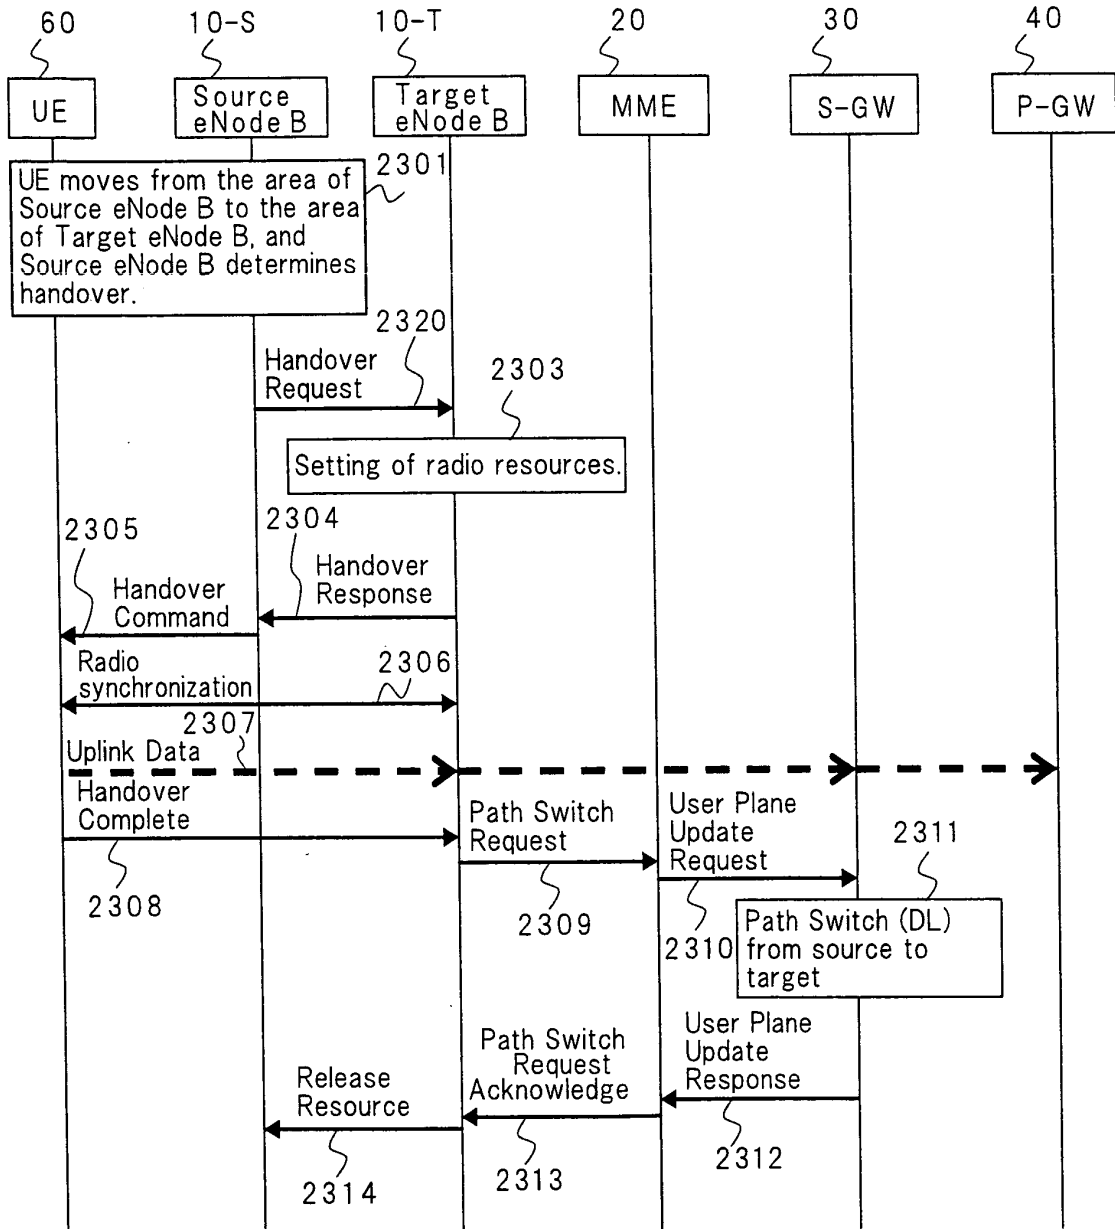 60
10-S
10-T
20
30
40
UE
Source
eNode B
Target
eNode B
MME
S-GW
P-GW
2301
UE moves from the area of
Source eNode B to the area
of Target eNode B, and
Source eNode B determines
handover.
2320
Handover
Request
2303
Setting of radio resources.
2304
2305
Handover
Response
Handover
Command
Radio
synchronization
2306
2307
Uplink Data
Handover
Complete
Path Switch
Request
User Plane
Update
Request
2311
2308
2309
2310
Path Switch (DL)
from source to
target
User Plane
Update
Response
Path Switch
Request
Acknowledge
Release
Resource
2312
2313
2314